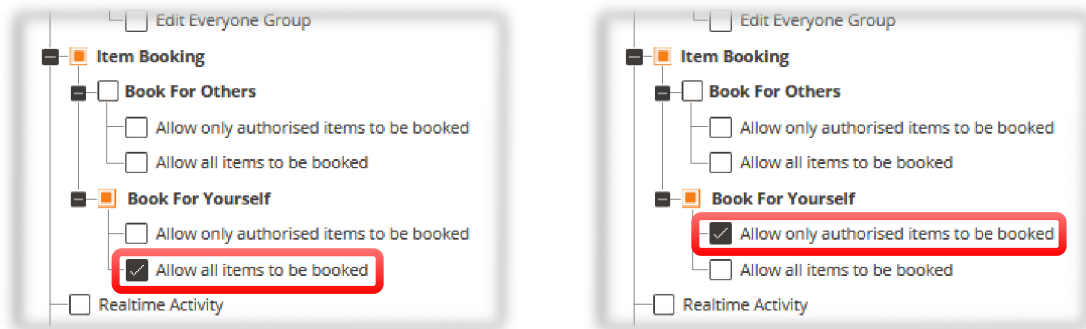 Edit Everyone Group
Item Booking
Book For Others
Allow only authorised items to be booked
Allow all items to be booked
Book For Yourself
Allow only authorised items to be booked
Allow all items to be booked
Realtime Activity
Edit Everyone Group
Item Booking
Book For Others
Allow only authorised items to be booked
Allow all items to be booked
Book For Yourself
Allow only authorised items to be booked
Allow all items to be booked
Realtime Activity